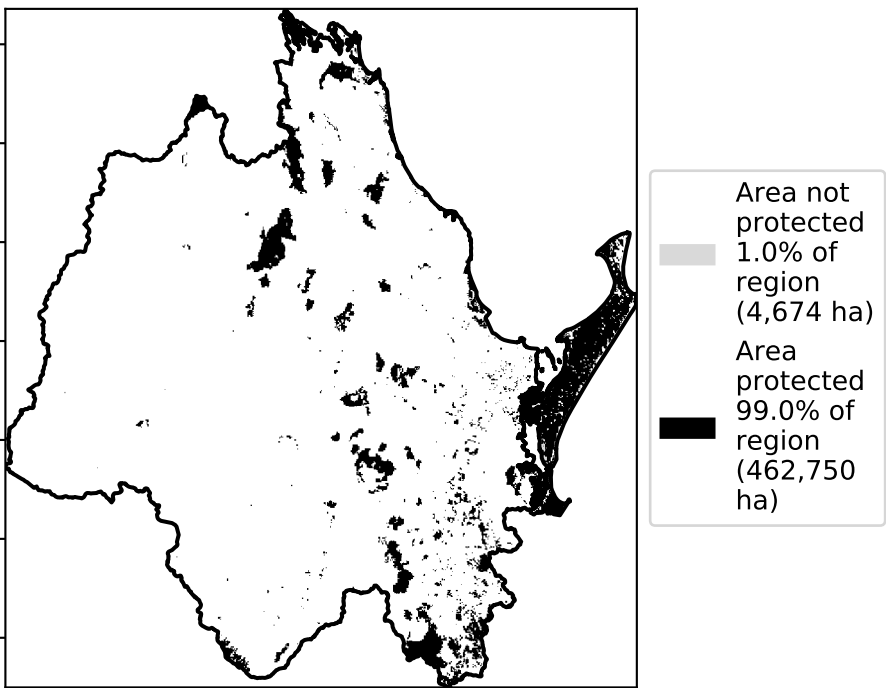 Area not
protected
1.0% of
region
(4,674 ha)
Area
protected
99.0% of
region
(462,750
ha)